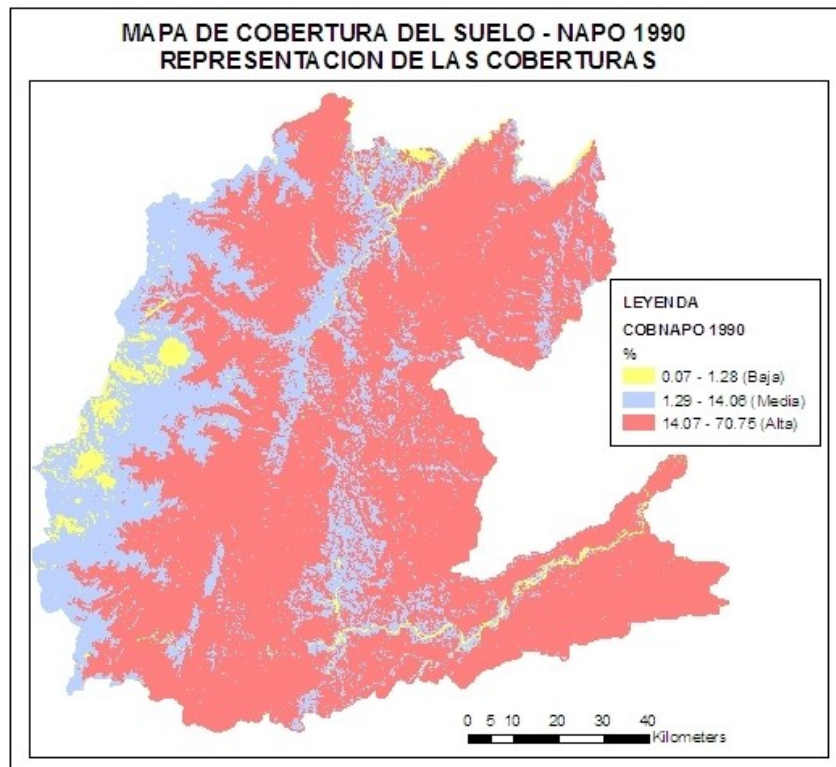 MAPA DE COBERTURA DEL SUELO - NAPO 1990
REPRESENTACION DE LAS COBERTURAS
LEYENDA
COBNAPO 1990
%
0.07 - 1.28 (Baja)
1.29 - 14.06 (Media)
14.07 - 70.75 (Alta)
0 5 10 20 30 40
Kilometers